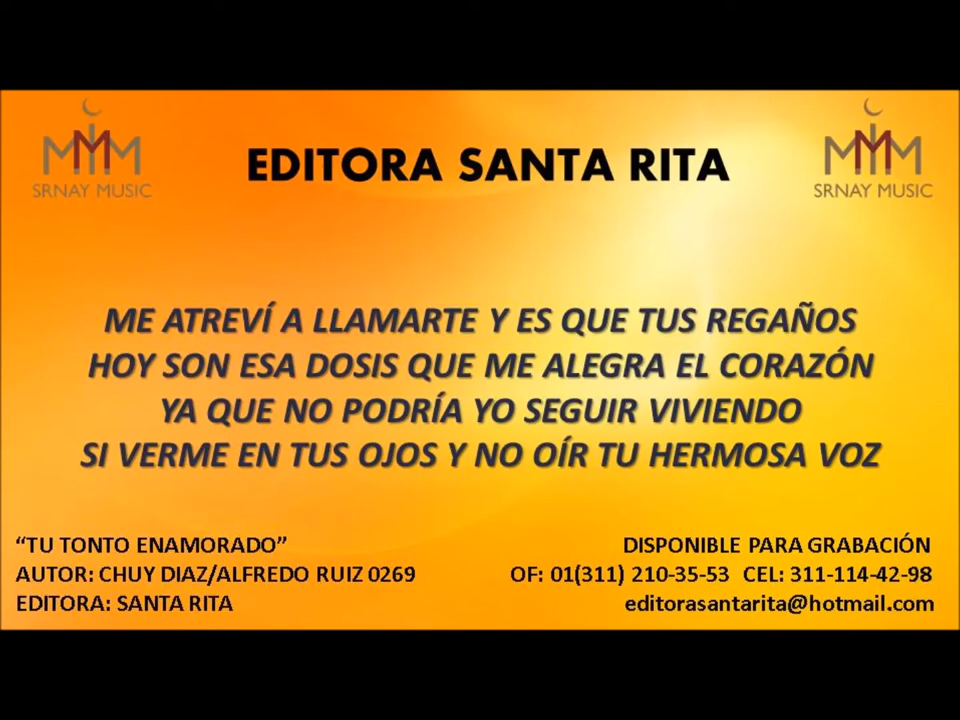 EDITORA SANTA RITA
SRNAY MUSIC
SRNAY MUSIC
ME ATREVÍ A LLAMARTE Y ES QUE TUS REGAÑOS
HOY SON ESA DOSIS QUE ME ALEGRA EL CORAZÓN
YA QUE NO PODRÍA YO SEGUIR VIVIENDO
SI VERME EN TUS OJOS Y NO OÍR TU HERMOSA VOZ
“TU TONTO ENAMORADO”
AUTOR: CHUY DIAZ/ALFREDO RUIZ 0269
EDITORA: SANTA RITA
DISPONIBLE PARA GRABACIÓN
OF: 01(311) 210-35-53 CEL: 311-114-42-98
editorasantarita@hotmail.com